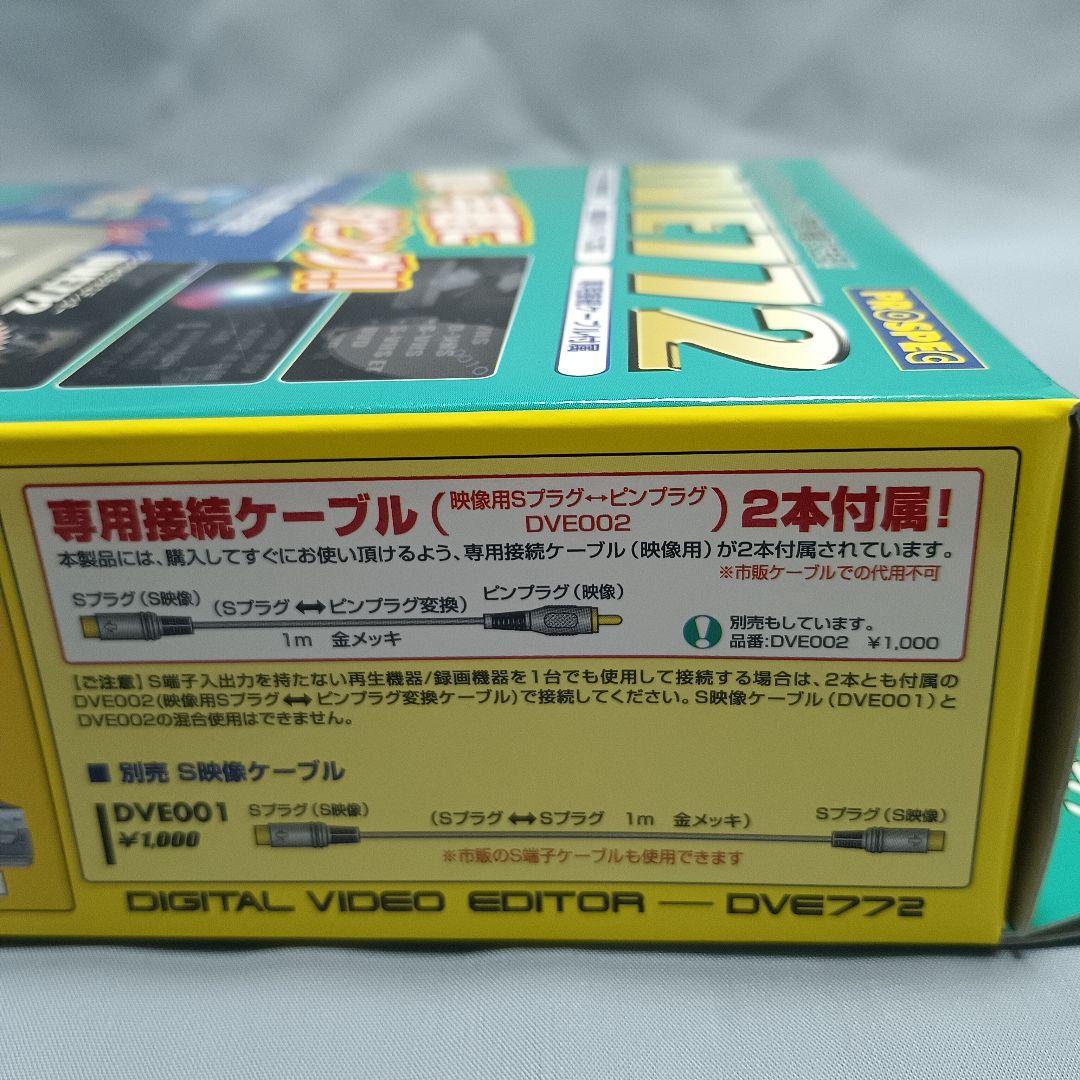 DVE772
PROSPEC
専用接続ケーブル付属
専用接続ケーブル(映像用Sプラグ↔ピンプラグ DVE002)2本付属!
本製品には、購入してすぐにお使い頂けるよう、専用接続ケーブル(映像用)が2本付属されています。
※市販ケーブルでの代用不可
Sプラグ(S映像) (Sプラグ↔ピンプラグ変換) ピンプラグ(映像)
1m 金メッキ
別売もしています。
品番:DVE002 ¥1,000
[ご注意]S端子入出力を持たない再生機器/録画機器を1台でも使用して接続する場合は、2本とも付属の
DVE002(映像用Sプラグ↔ピンプラグ変換ケーブル)で接続してください。S映像ケーブル(DVE001)と
DVE002の混合使用はできません。
■ 別売 S映像ケーブル
DVE001
¥1,000
Sプラグ(S映像) (Sプラグ↔Sプラグ 1m 金メッキ) Sプラグ(S映像)
※市販のS端子ケーブルも使用できます
DIGITAL VIDEO EDITOR — DVE772